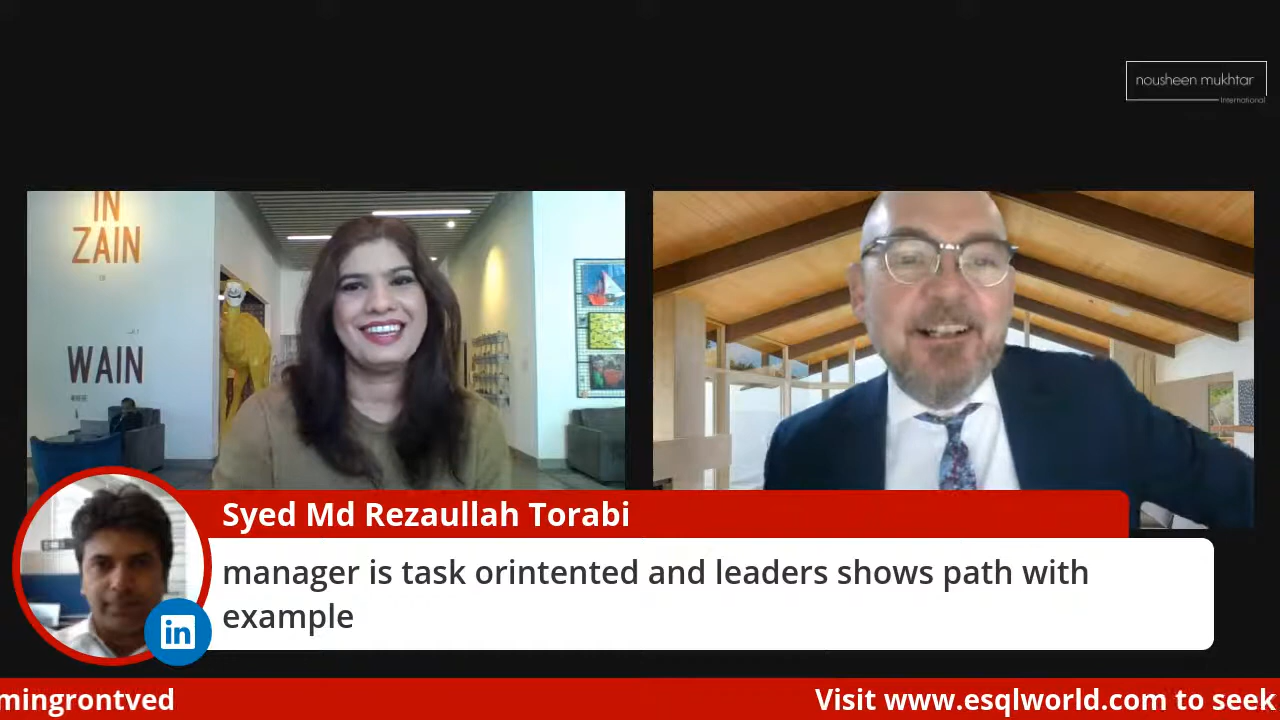 nousheen mukhtar
International
IN
ZAIN
WAIN
Syed Md Rezaullah Torabi
manager is task orintented and leaders shows path with
example
in
mingrontved
Visit www.esqlworld.com to seek